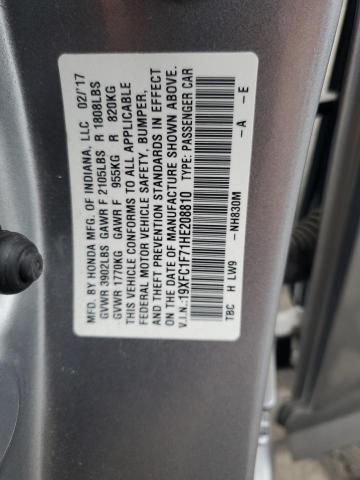 MFD. BY HONDA MFG. OF INDIANA, LLC 02/'17
GVWR 3902LBS GAWR F 2105LBS R 1808LBS
GVWR 1770KG GAWR F 955KG R 820KG
THIS VEHICLE CONFORMS TO ALL APPLICABLE
FEDERAL MOTOR VEHICLE SAFETY, BUMPER,
AND THEFT PREVENTION STANDARDS IN EFFECT
ON THE DATE OF MANUFACTURE SHOWN ABOVE.
V.I.N.:19XFC1F71HE208810 TYPE: PASSENGER CAR
TBC H LW9 -NH830M -A -E